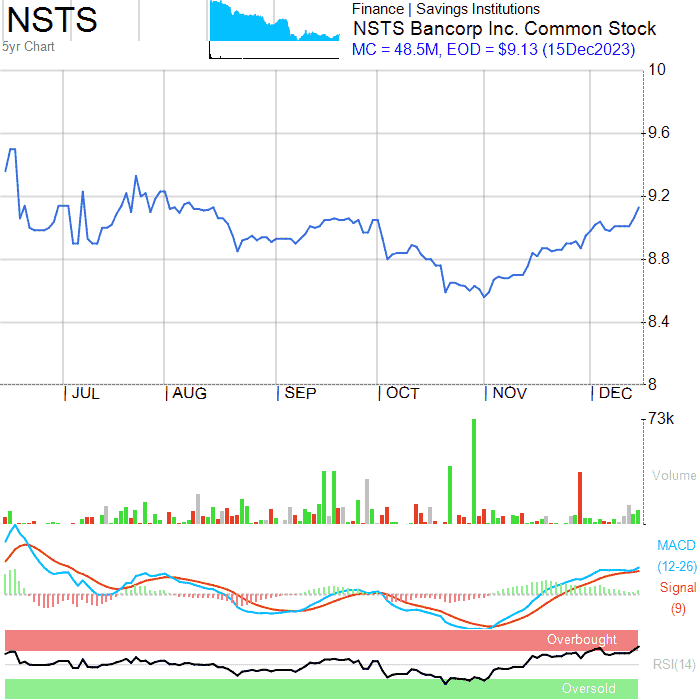 NSTS
5yr Chart
Finance | Savings Institutions
NSTS Bancorp Inc. Common Stock
MC = 48.5M, EOD = $9.13 (15Dec2023)
10
9.6
9.2
8.8
8.4
8
| JUL | AUG | SEP | OCT | NOV | DEC
73k
Volume
MACD
(12-26)
Signal
(9)
Overbought
RSI(14)
Oversold